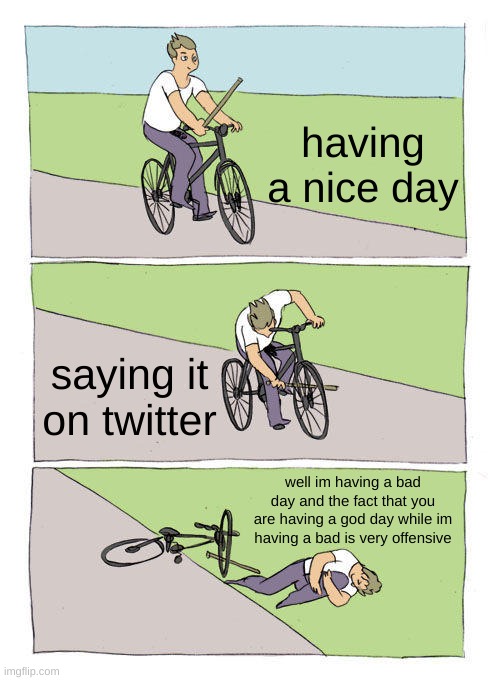 having
a nice day
saying it
on twitter
well im having a bad
day and the fact that you
are having a god day while im
having a bad is very offensive
imgflip.com